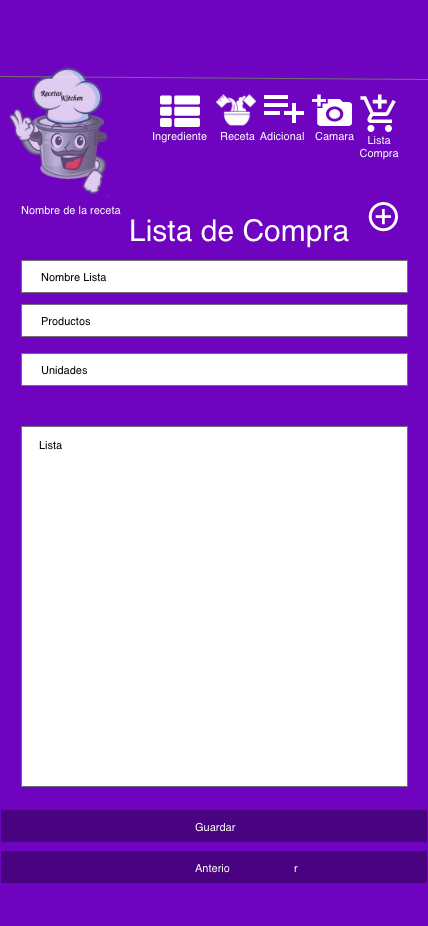 Recetas
Kitchen
Ingrediente Receta Adicional Camara Lista
Compra
Nombre de la receta
Lista de Compra
Nombre Lista
Productos
Unidades
Lista
Guardar
Anterio r